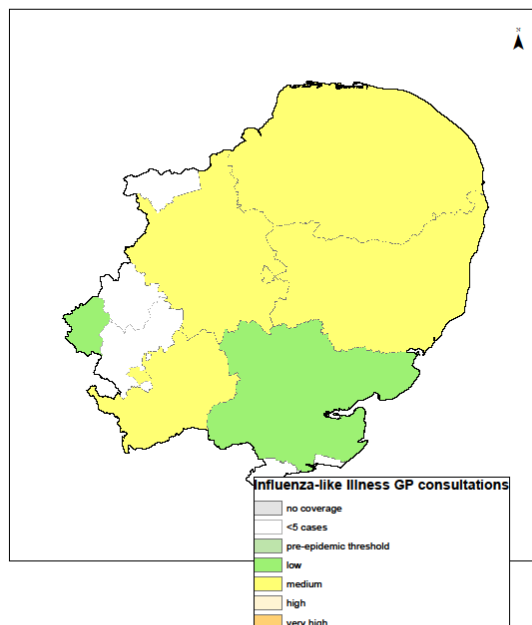 N
Influenza-like Illness GP consultations
no coverage
<5 cases
pre-epidemic threshold
low
medium
high
very high